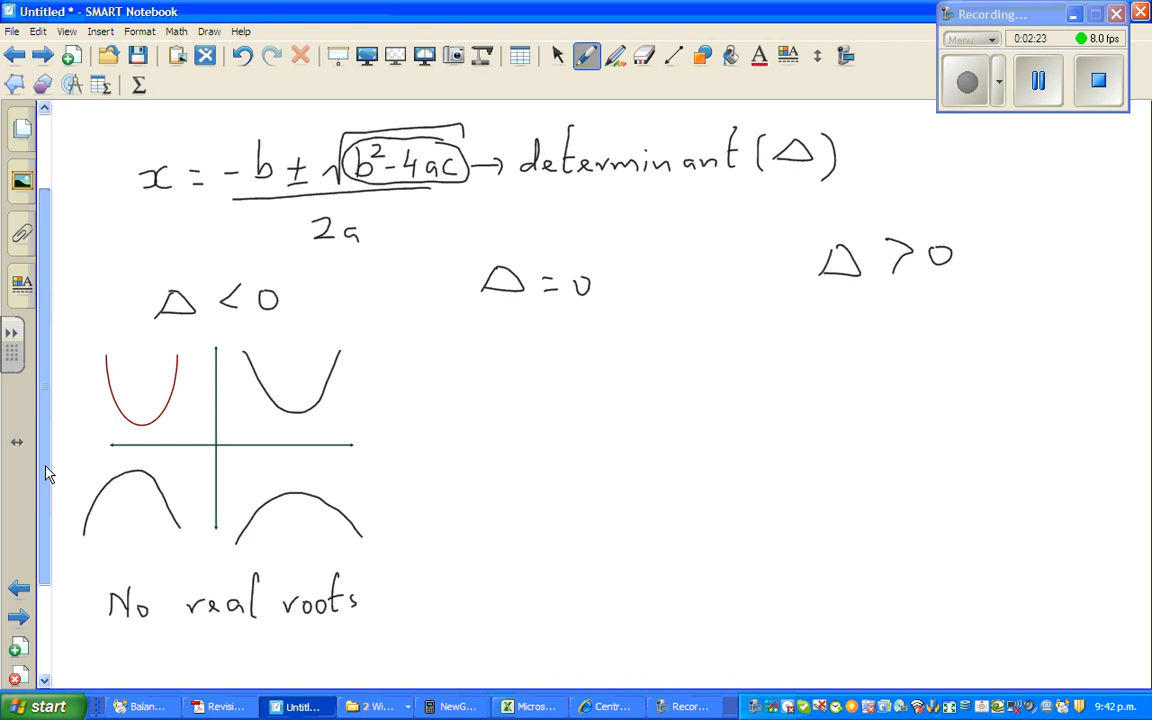 Untitled * - SMART Notebook
Recording...
File Edit View Insert Format Math Draw Help
Menu
0:02:23
8.0 fps
x = -b ± √b²-4ac → determinant (Δ)
2a
Δ < 0
Δ = 0
Δ > 0
No real roots
start
Balan...
Revisi...
Untitl...
2 Wi...
NewG...
Micros...
Centr...
Recor...
9:42 p.m.